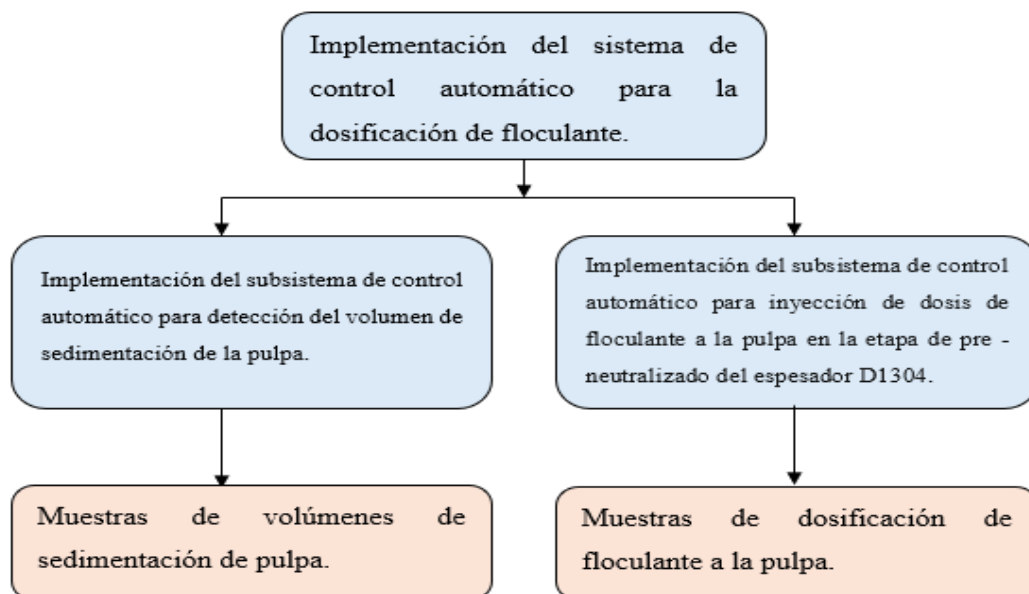 Implementación del sistema de
control automático para la
dosificación de floculante.
Implementación del subsistema de control
automático para detección del volumen de
sedimentación de la pulpa.
Implementación del subsistema de control
automático para inyección de dosis de
floculante a la pulpa en la etapa de pre -
neutralizado del espesador D1304.
Muestras de volúmenes de
sedimentación de pulpa.
Muestras de dosificación de
floculante a la pulpa.